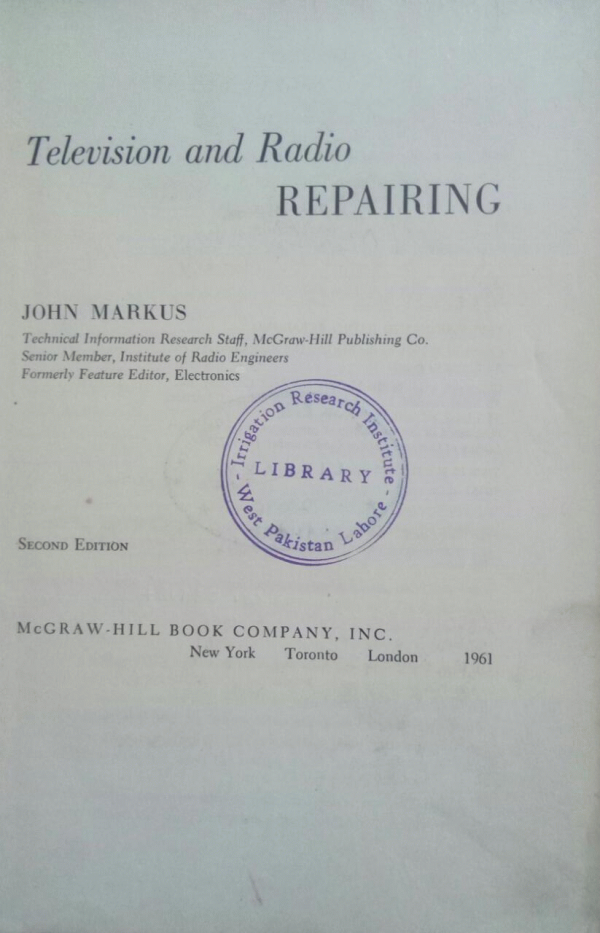 Television and Radio
REPAIRING
JOHN MARKUS
Technical Information Research Staff, McGraw-Hill Publishing Co.
Senior Member, Institute of Radio Engineers
Formerly Feature Editor, Electronics
- Irrigation Research Institute -
LIBRARY
West Pakistan Lahore
SECOND EDITION
McGRAW-HILL BOOK COMPANY, INC.
New York Toronto London 1961